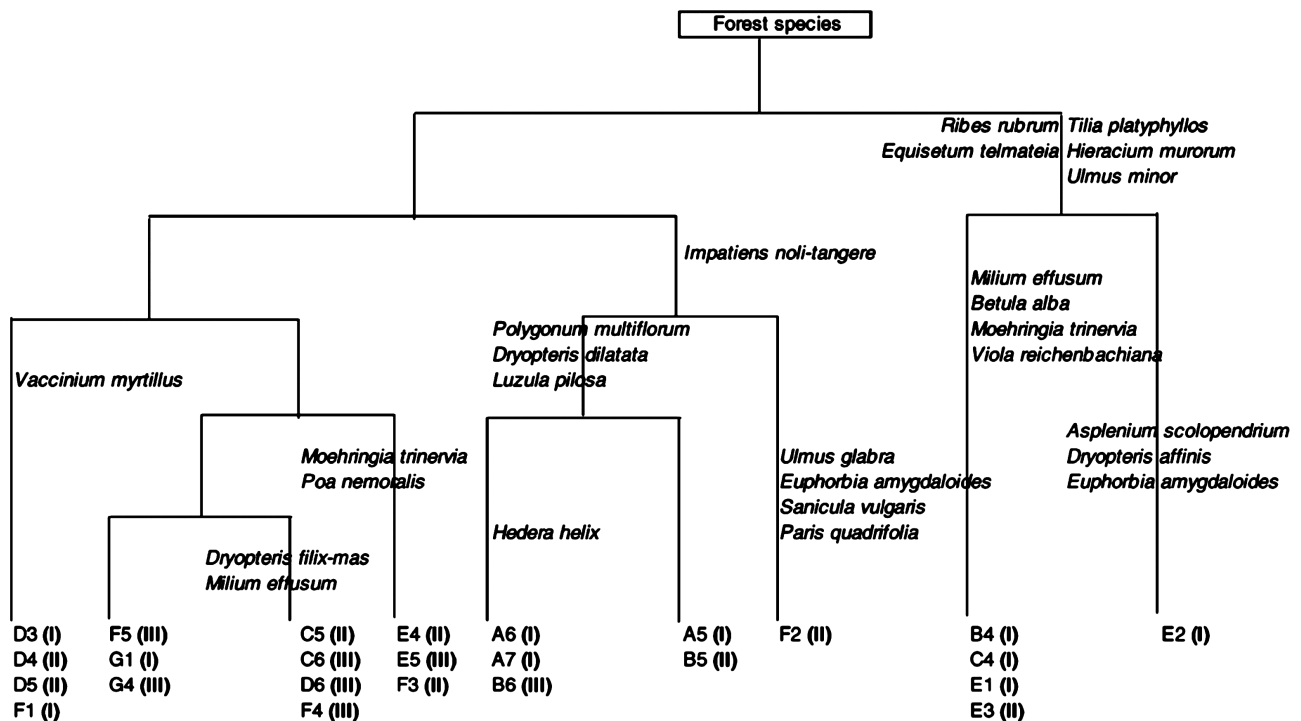 Forest species
Ribes rubrum Tilia platyphyllos
Equisetum telmateia Hieracium murorum
Ulmus minor
Impatiens noli-tangere
Milium effusum
Betula alba
Moehringia trinervia
Viola reichenbachiana
Polygonum multiflorum
Dryopteris dilatata
Luzula pilosa
Vaccinium myrtillus
Moehringia trinervia
Poa nemoralis
Ulmus glabra
Euphorbia amygdaloides
Sanicula vulgaris
Paris quadrifolia
Asplenium scolopendrium
Dryopteris affinis
Euphorbia amygdaloides
Hedera helix
Dryopteris filix-mas
Milium effusum
D3 (I) F5 (III) C5 (II) E4 (II) A6 (I) A5 (I) F2 (II) B4 (I) E2 (I)
D4 (II) G1 (I) C6 (III) E5 (III) A7 (I) B5 (II) C4 (I)
D5 (II) G4 (III) D6 (III) F3 (II) B6 (III) E1 (I)
F1 (I) F4 (III) E3 (II)